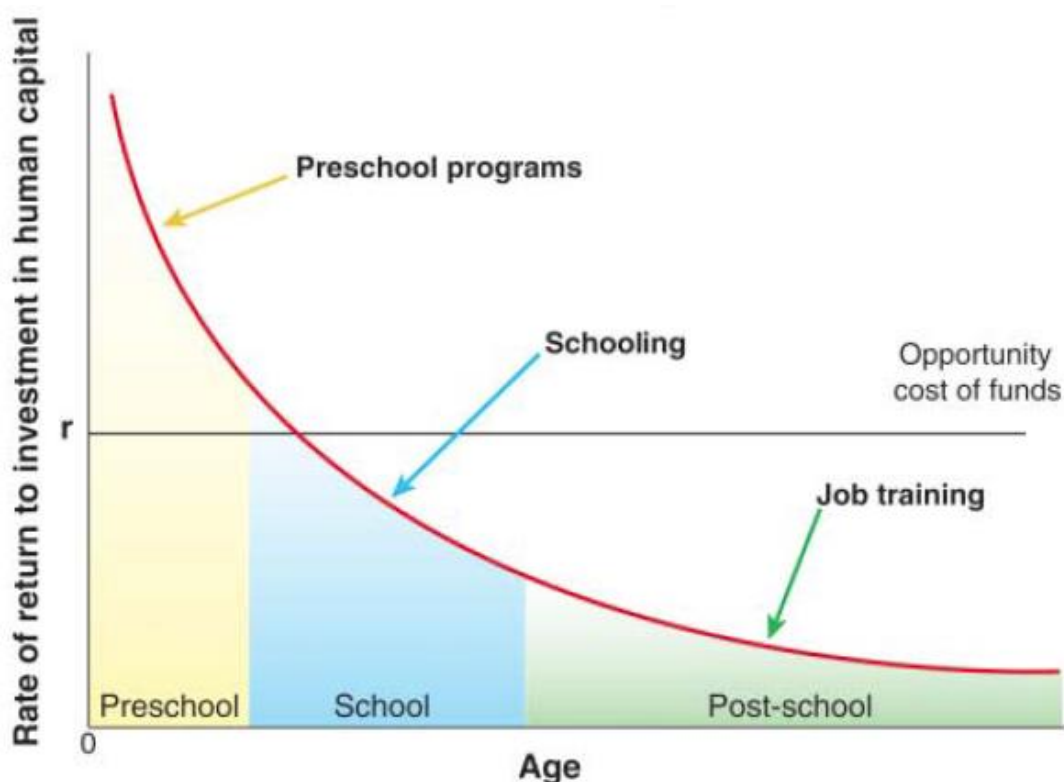 Rate of return to investment in human capital
Preschool programs
Schooling
Opportunity
cost of funds
r
Job training
Preschool
School
Post-school
0
Age